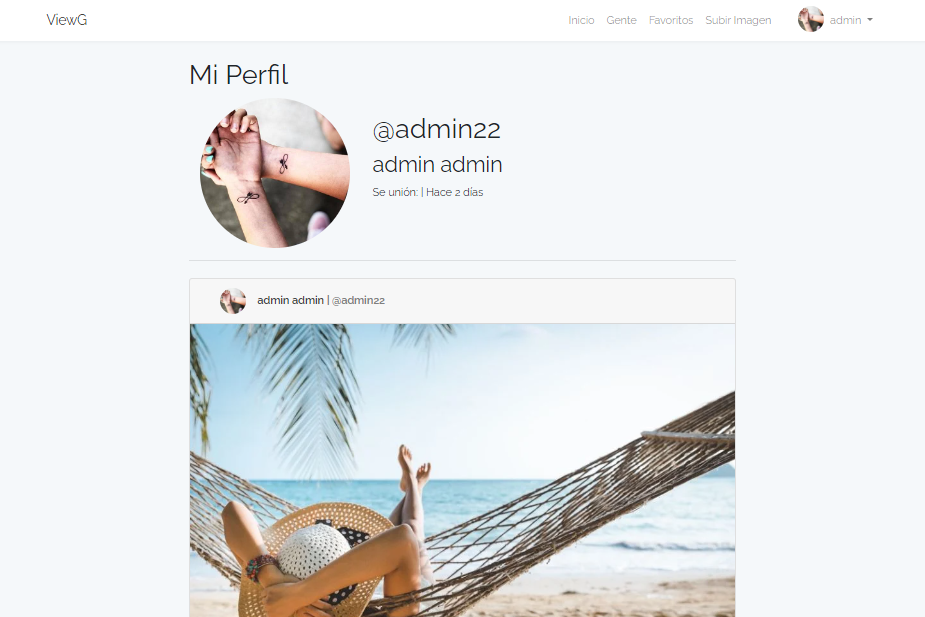 ViewG
Inicio Gente Favoritos Subir Imagen admin
Mi Perfil
@admin22
admin admin
Se unión: | Hace 2 días
admin admin | @admin22